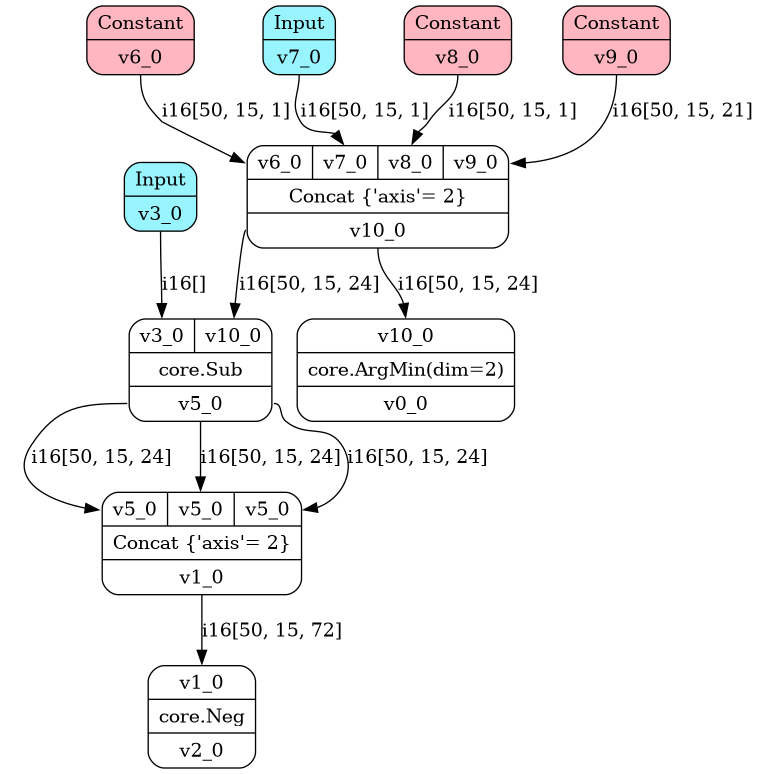 Constant
v6_0
Input
v7_0
Constant
v8_0
Constant
v9_0
i16[50, 15, 1]
i16[50, 15, 1]
i16[50, 15, 1]
i16[50, 15, 21]
v6_0 v7_0 v8_0 v9_0
Concat {'axis'= 2}
v10_0
Input
v3_0
i16[]
i16[50, 15, 24]
i16[50, 15, 24]
v3_0 v10_0
core.Sub
v5_0
v10_0
core.ArgMin(dim=2)
v0_0
i16[50, 15, 24]
i16[50, 15, 24]
i16[50, 15, 24]
v5_0 v5_0 v5_0
Concat {'axis'= 2}
v1_0
i16[50, 15, 72]
v1_0
core.Neg
v2_0